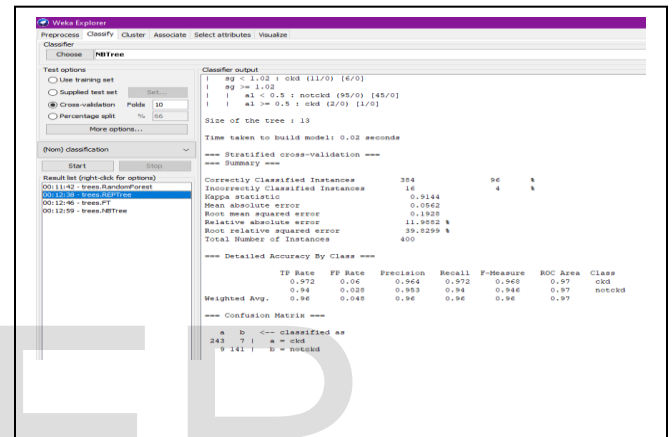 Weka Explorer
Preprocess Classify Cluster Associate Select attributes Visualize
Classifier
Choose NBTree
Test options
Use training set
Supplied test set Set...
Cross-validation Folds 10
Percentage split % 66
More options...
(Nom) classification
Start Stop
Result list (right-click for options)
00:11:42 - trees.RandomForest
00:12:38 - trees.REPTree
00:12:46 - trees.FT
00:12:59 - trees.NBTree
Classifier output
| sg < 1.02 : ckd (11/0) [6/0]
| sg >= 1.02
| | al < 0.5 : notckd (95/0) [45/0]
| | al >= 0.5 : ckd (2/0) [1/0]
Size of the tree : 13
Time taken to build model: 0.02 seconds
=== Stratified cross-validation ===
=== Summary ===
Correctly Classified Instances 384 96 %
Incorrectly Classified Instances 16 4 %
Kappa statistic 0.9144
Mean absolute error 0.0562
Root mean squared error 0.1928
Relative absolute error 11.9882 %
Root relative squared error 39.8299 %
Total Number of Instances 400
=== Detailed Accuracy By Class ===
TP Rate FP Rate Precision Recall F-Measure ROC Area Class
0.972 0.06 0.964 0.972 0.968 0.97 ckd
0.94 0.028 0.953 0.94 0.946 0.97 notckd
Weighted Avg. 0.96 0.048 0.96 0.96 0.96 0.97
=== Confusion Matrix ===
a b <-- classified as
243 7 | a = ckd
9 141 | b = notckd